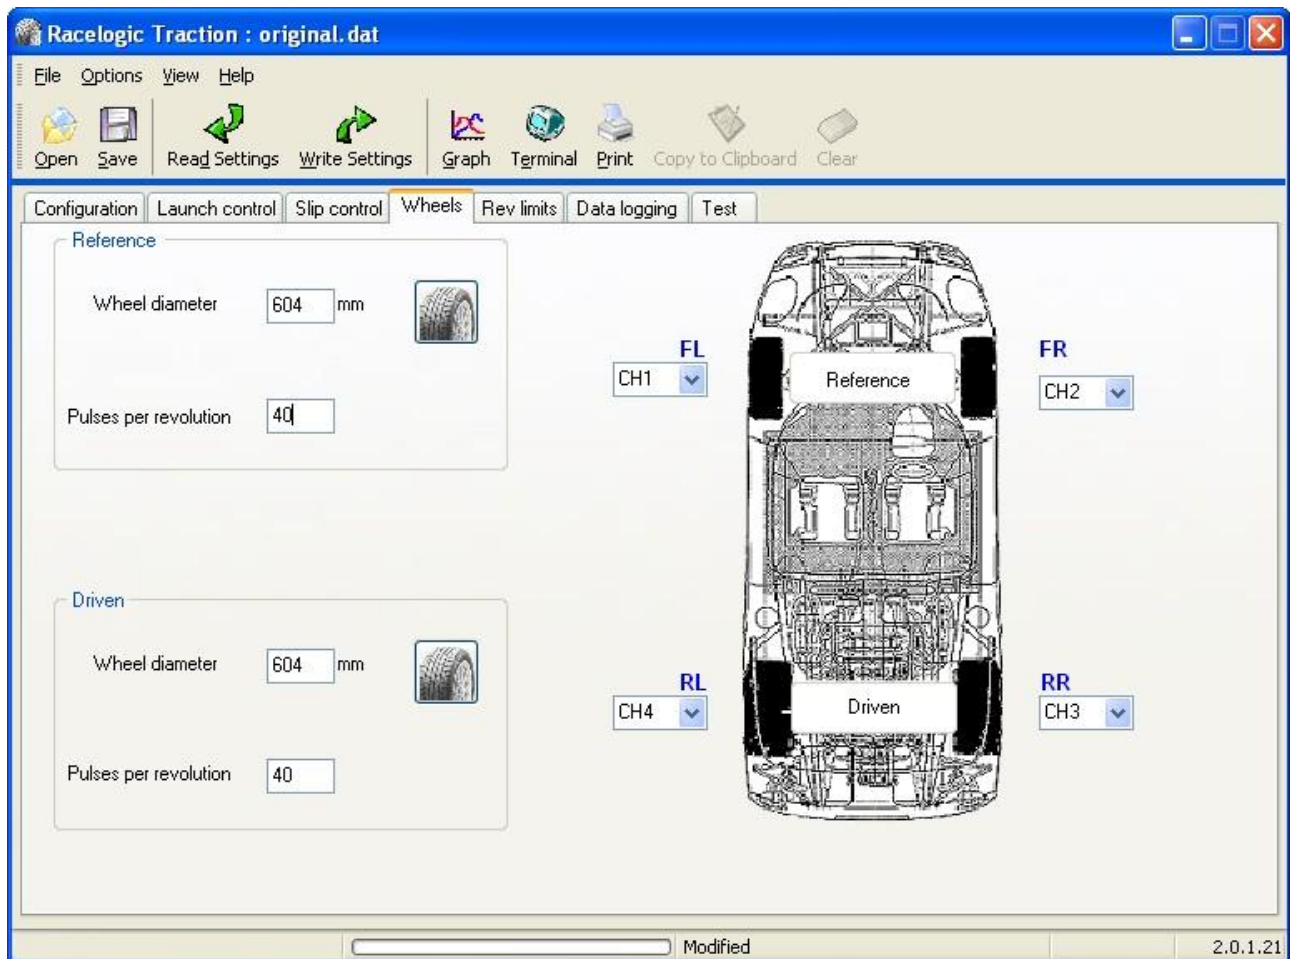 Racelogic Traction : original.dat
File Options View Help
Open Save Read Settings Write Settings Graph Terminal Print Copy to Clipboard Clear
Configuration Launch control Slip control Wheels Rev limits Data logging Test
Reference
Wheel diameter 604 mm
Pulses per revolution 40
FL
CH1
Reference
FR
CH2
Driven
Wheel diameter 604 mm
Pulses per revolution 40
RL
CH4
Driven
RR
CH3
Modified 2.0.1.21